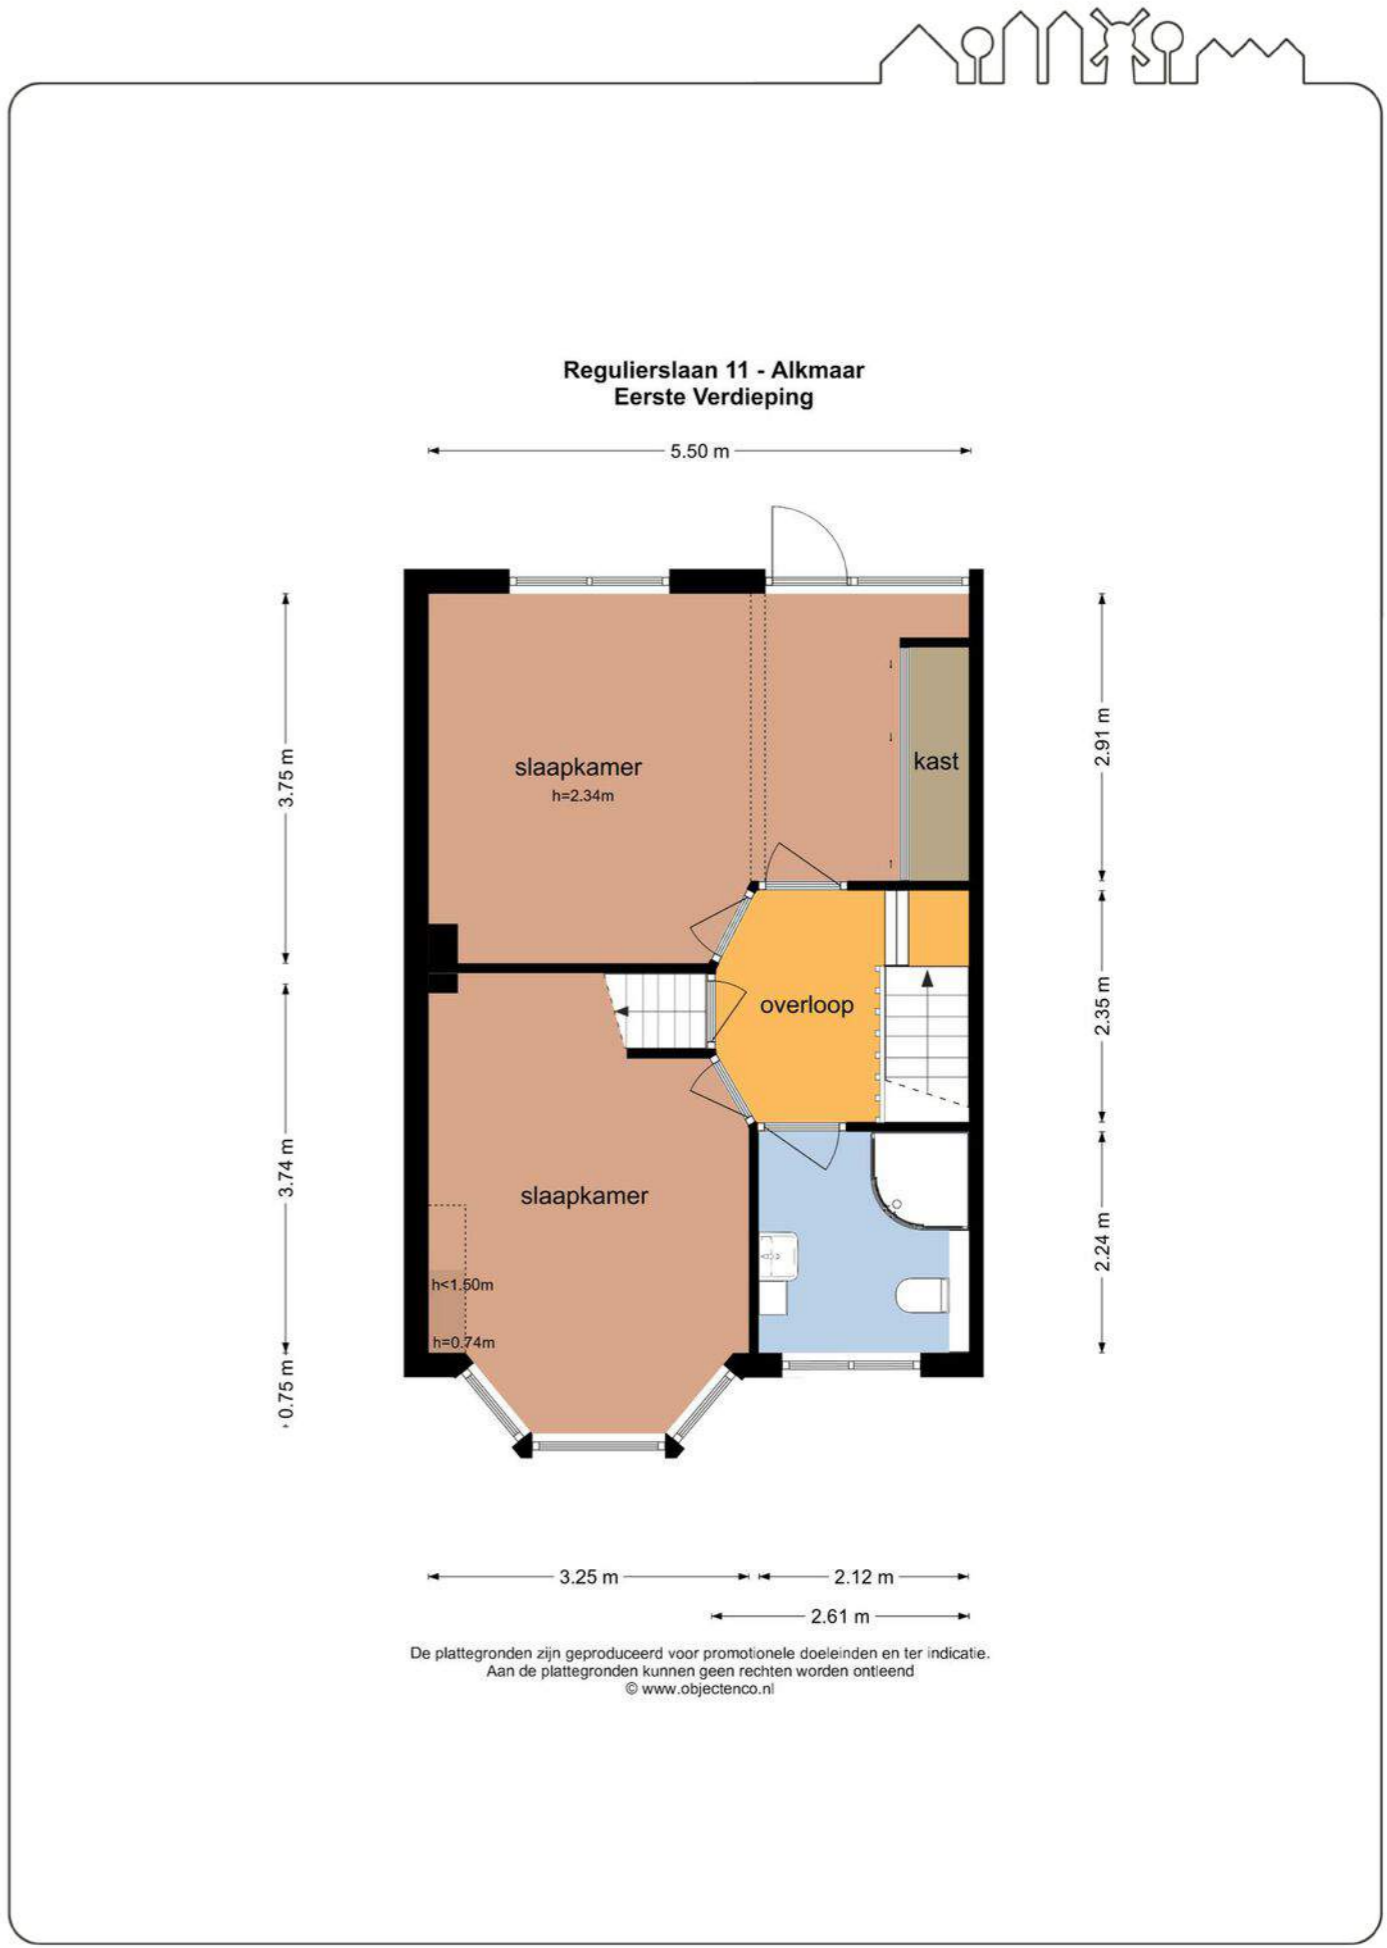 Regulierslaan 11 - Alkmaar
Eerste Verdieping
5.50 m
3.75 m
2.91 m
kast
slaapkamer
h=2.34m
overloop
2.35 m
3.74 m
slaapkamer
2.24 m
h<1.50m
h=0.74m
0.75 m
3.25 m
2.12 m
2.61 m
De plattegronden zijn geproduceerd voor promotionele doeleinden en ter indicatie.
Aan de plattegronden kunnen geen rechten worden ontleend
© www.objectenco.nl